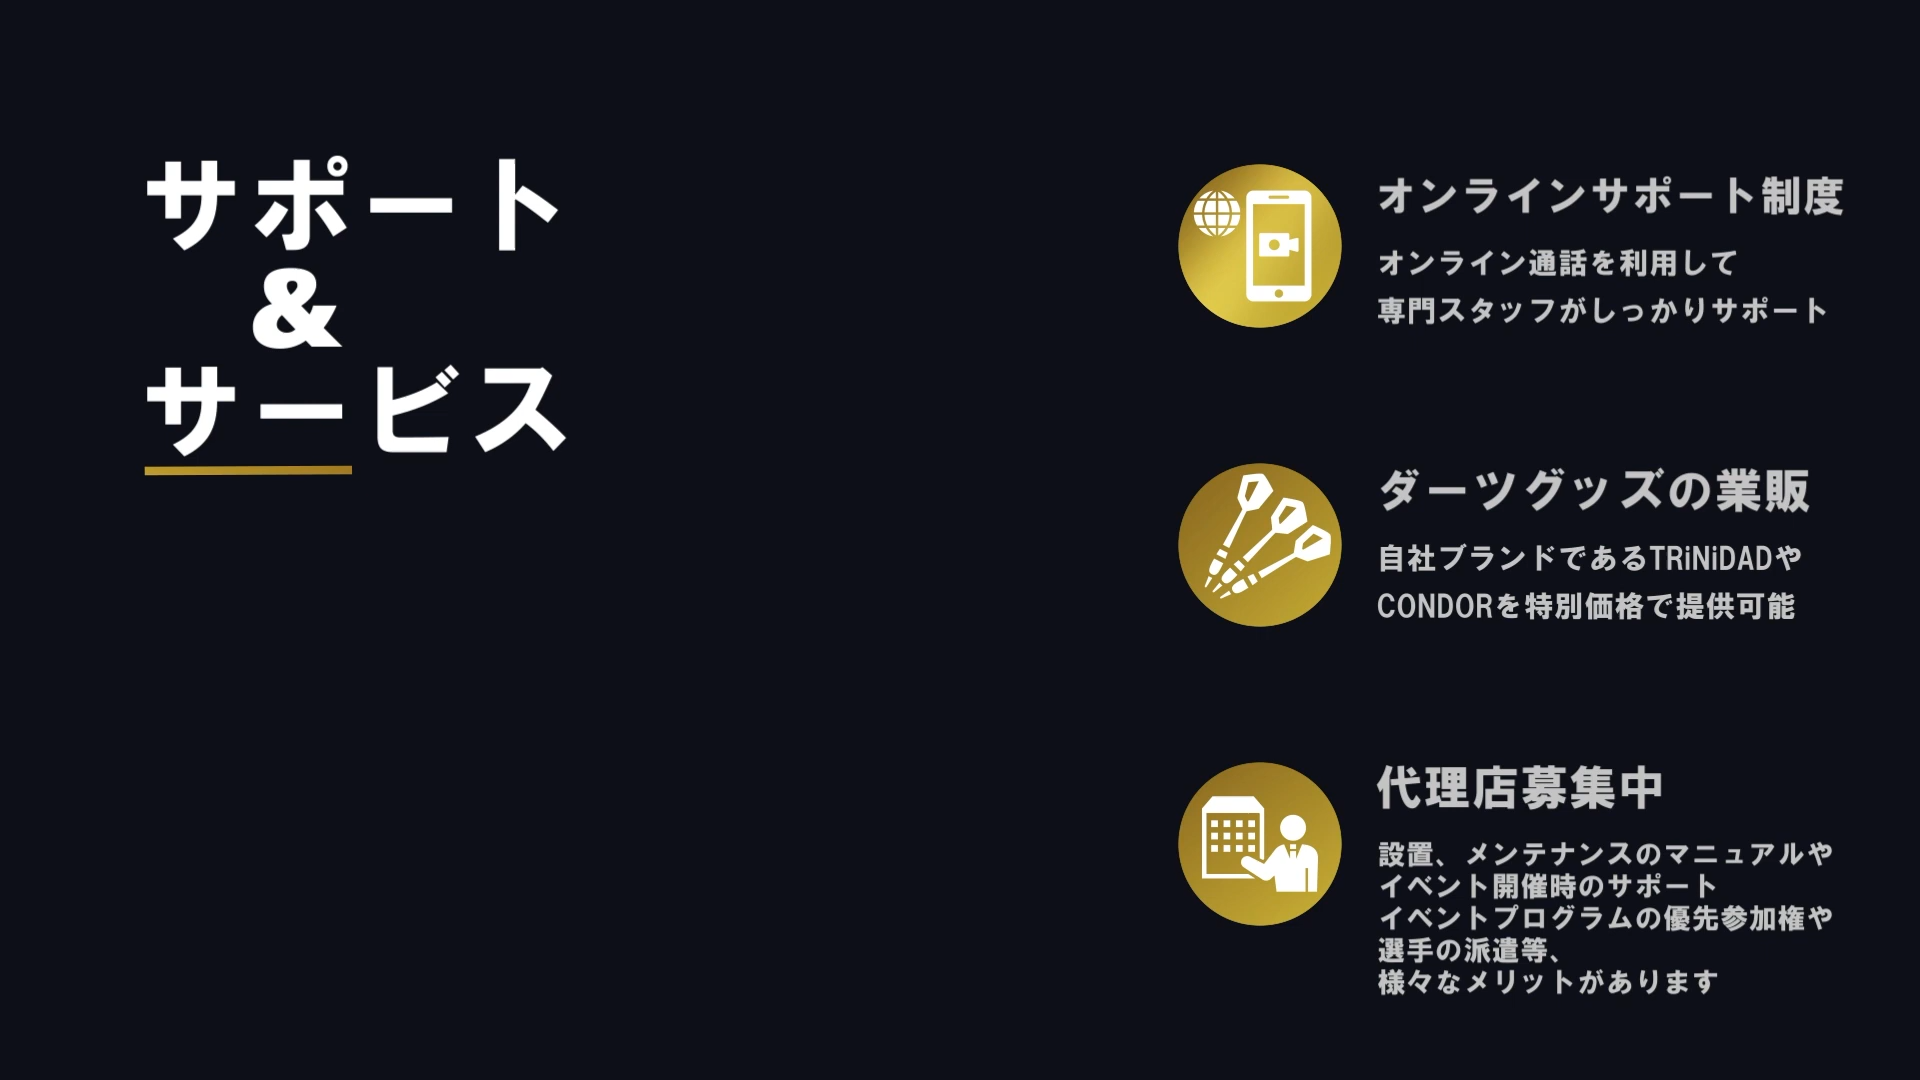 サポート
&
サービス
オンラインサポート制度
オンライン通話を利用して
専門スタッフがしっかりサポート
ダーツグッズの業販
自社ブランドであるTRiNiDADや
CONDORを特別価格で提供可能
代理店募集中
設置、メンテナンスのマニュアルや
イベント開催時のサポート
イベントプログラムの優先参加権や
選手の派遣等、
様々なメリットがあります